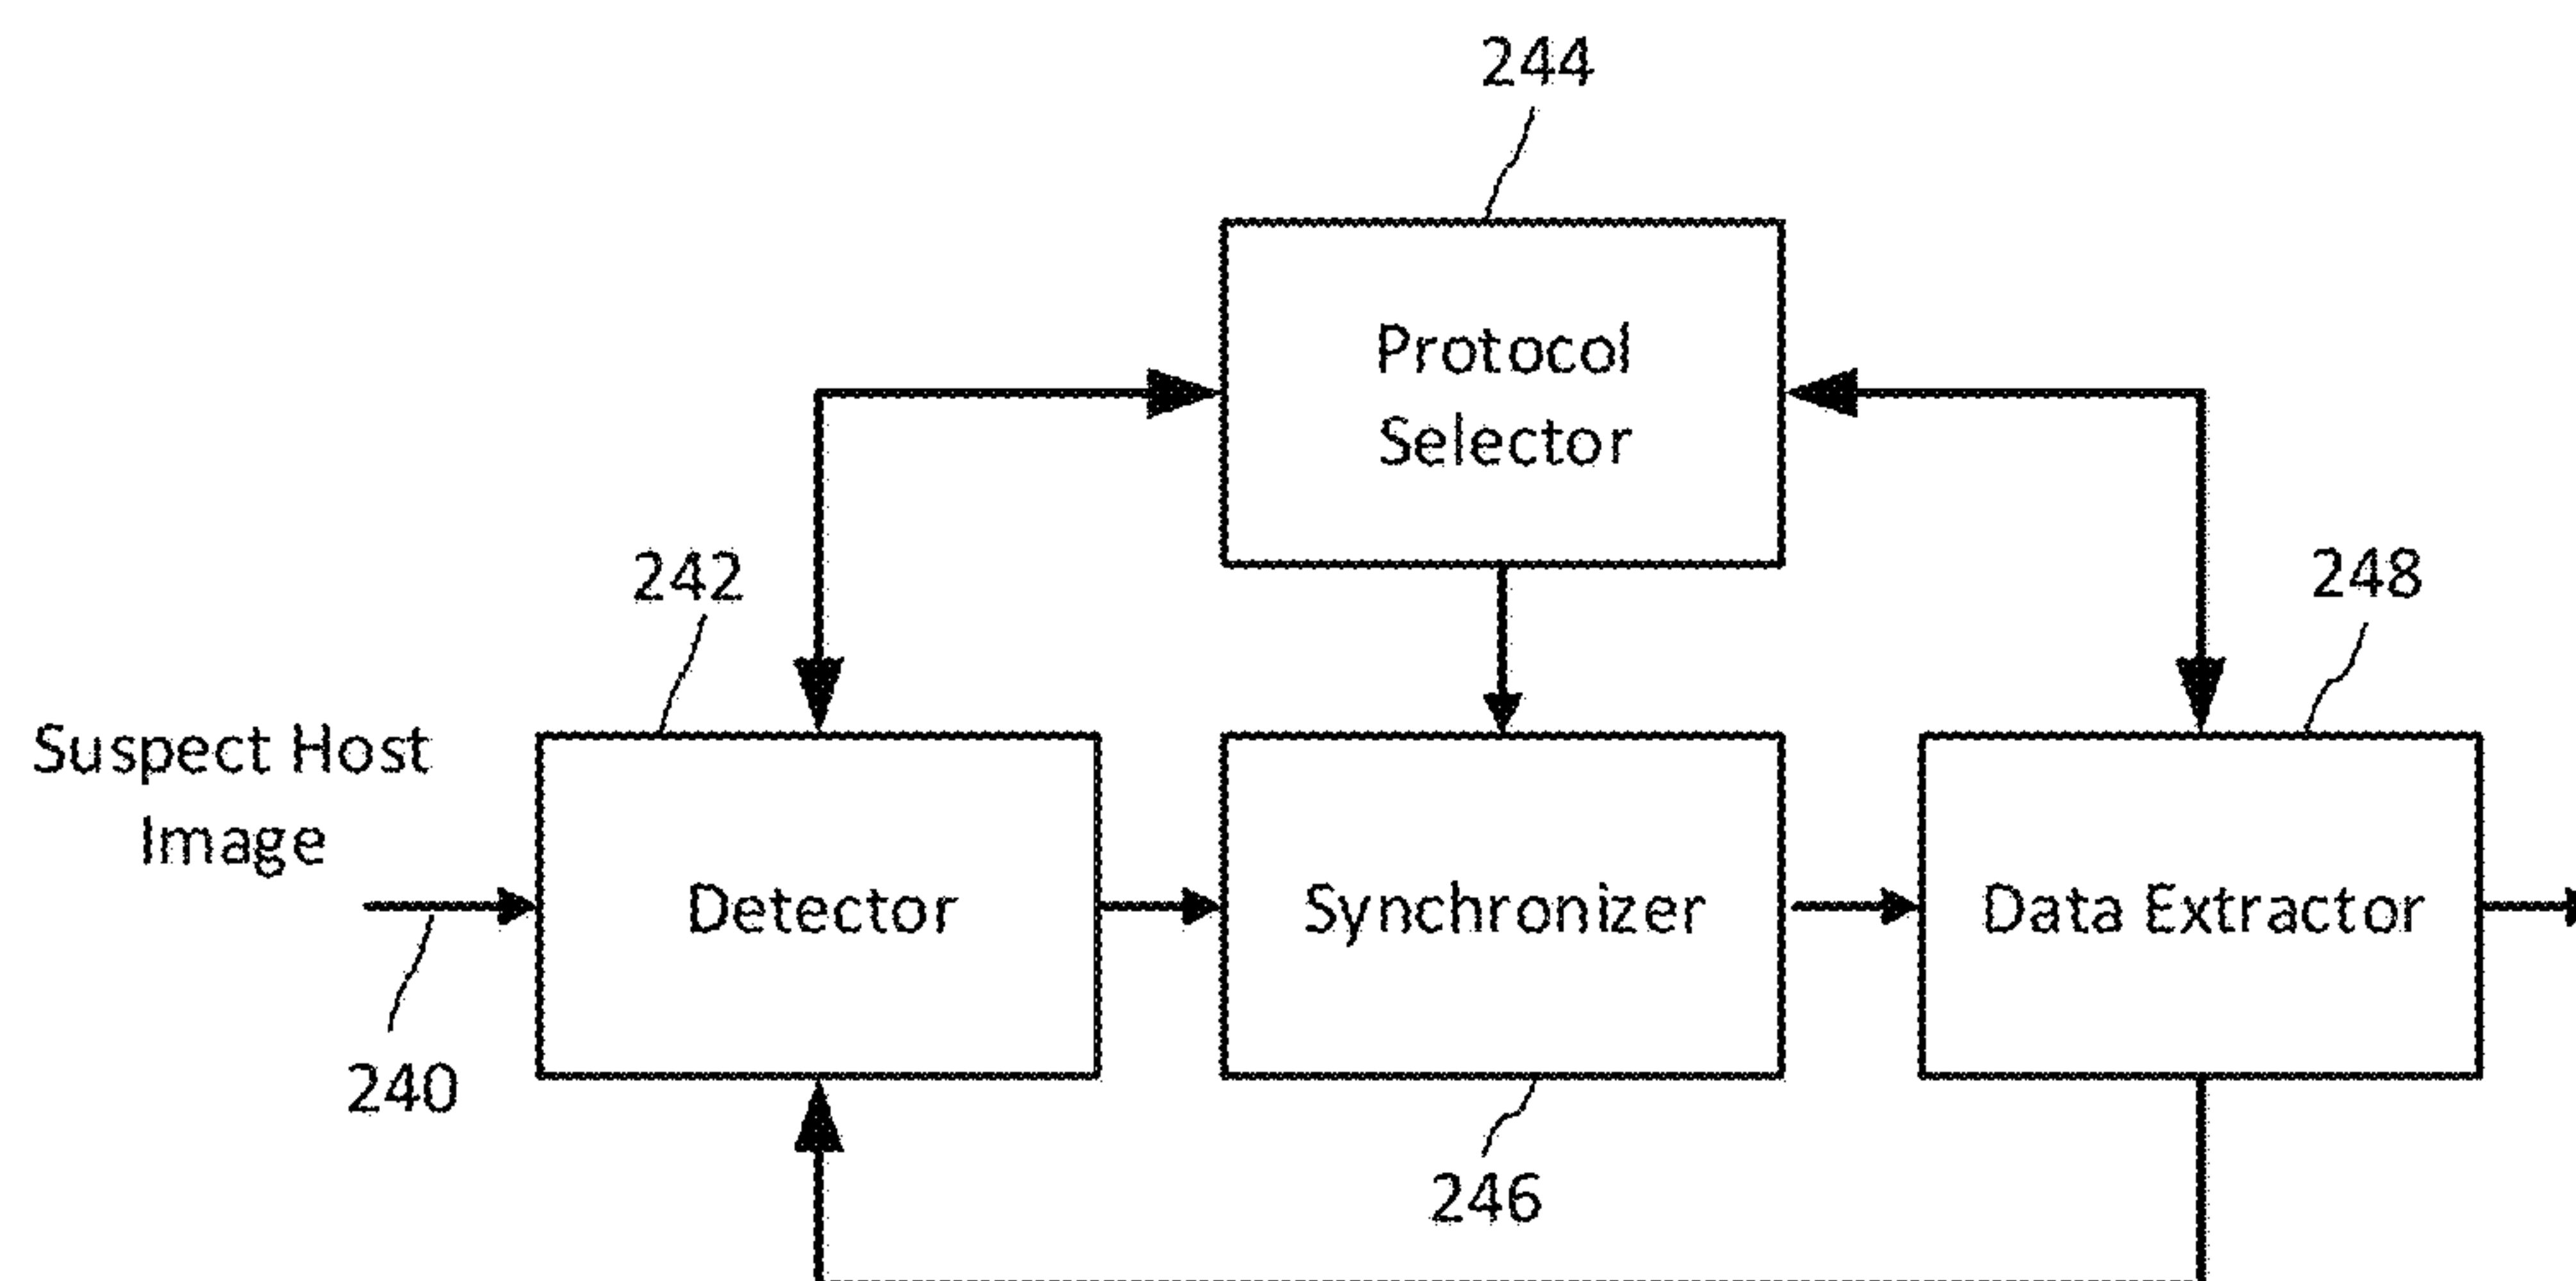 244
Protocol
Selector
242
248
Suspect Host
Image
Detector
Synchronizer
Data Extractor
240
246